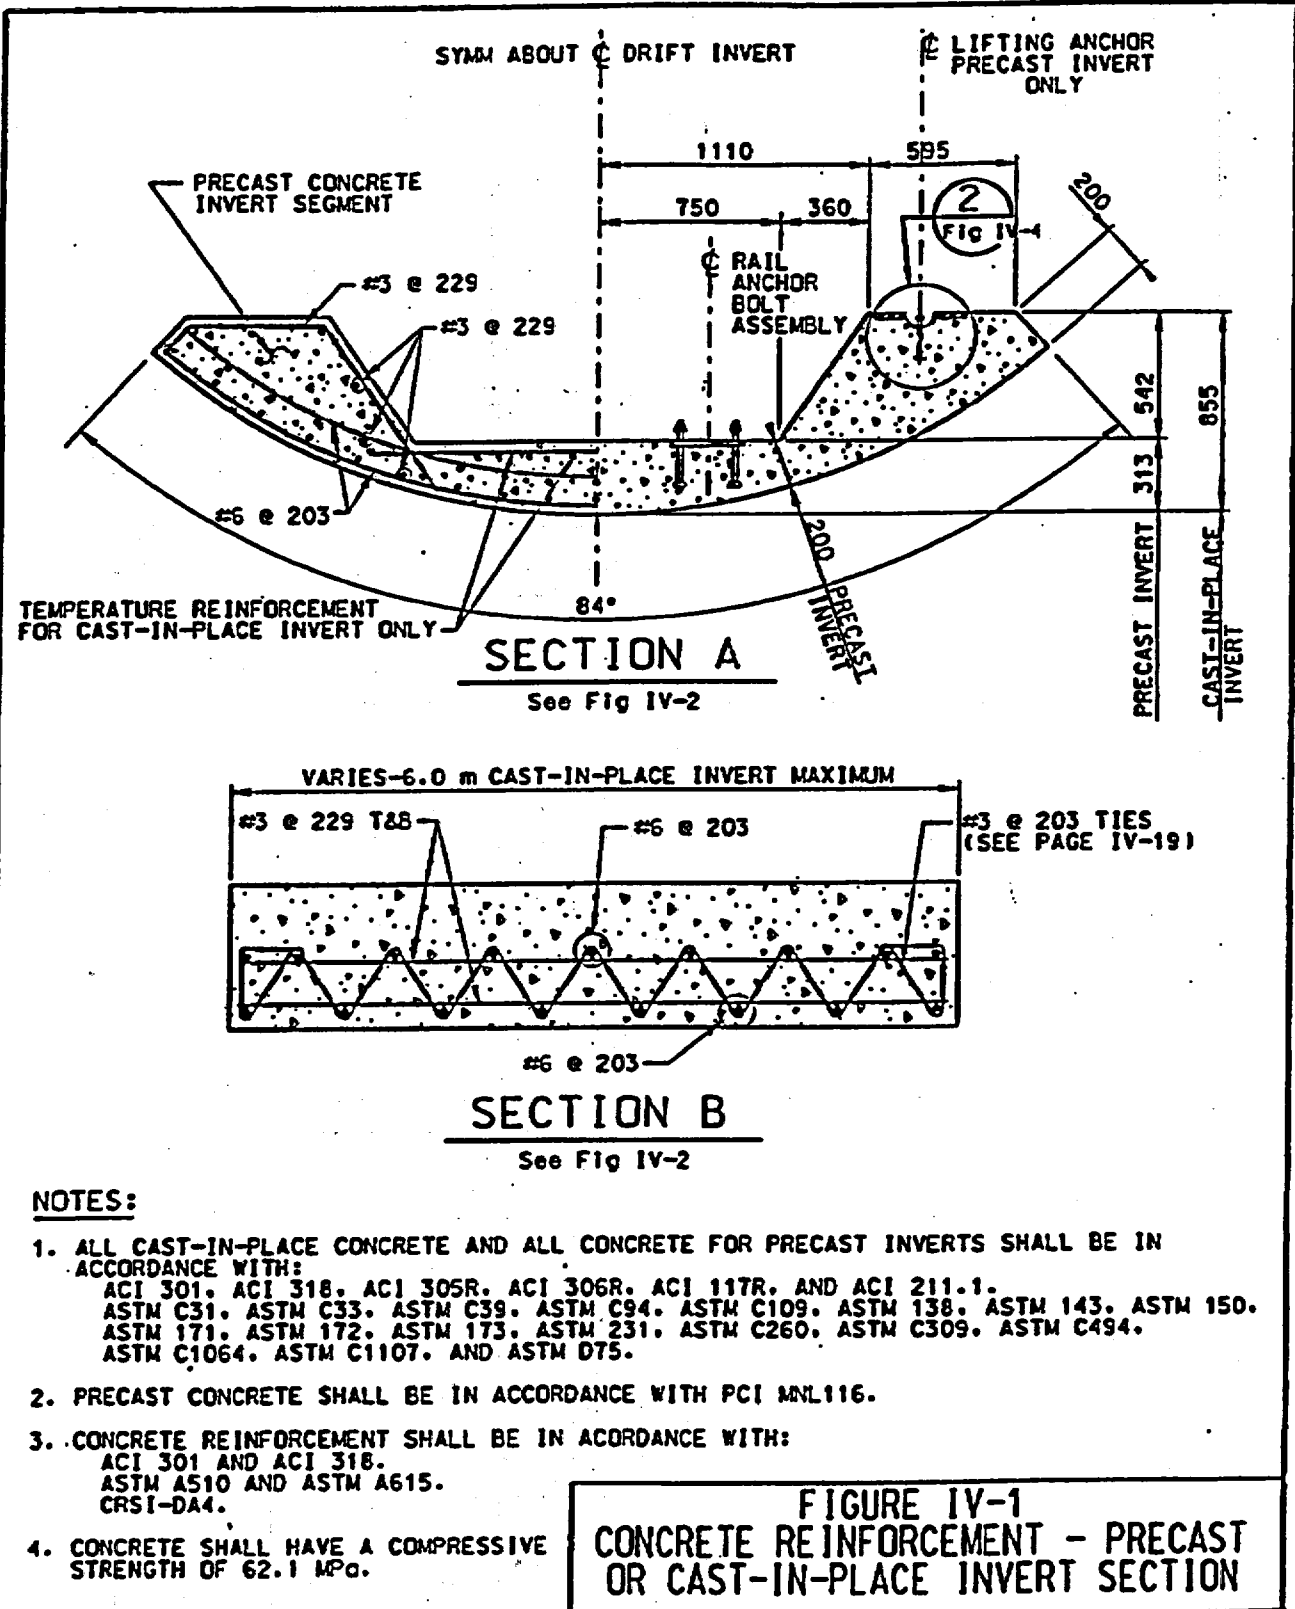 SYMM ABOUT ℄ DRIFT INVERT
℄ LIFTING ANCHOR
PRECAST INVERT
ONLY
1110
595
200
PRECAST CONCRETE
INVERT SEGMENT
750
360
2
Fig IV-4
℄ RAIL
ANCHOR
BOLT
ASSEMBLY
#3 @ 229
#3 @ 229
542
855
313
#6 @ 203
200 PRECAST
INVERT
TEMPERATURE REINFORCEMENT
FOR CAST-IN-PLACE INVERT ONLY
84°
PRECAST INVERT
CAST-IN-PLACE
INVERT
SECTION A
See Fig IV-2
VARIES-6.0 m CAST-IN-PLACE INVERT MAXIMUM
#3 @ 229 T&B
#6 @ 203
#3 @ 203 TIES
(SEE PAGE IV-19)
#6 @ 203
SECTION B
See Fig IV-2
NOTES:
1. ALL CAST-IN-PLACE CONCRETE AND ALL CONCRETE FOR PRECAST INVERTS SHALL BE IN
ACCORDANCE WITH:
ACI 301, ACI 318, ACI 305R, ACI 306R, ACI 117R, AND ACI 211.1.
ASTM C31, ASTM C33, ASTM C39, ASTM C94, ASTM C109, ASTM 138, ASTM 143, ASTM 150,
ASTM 171, ASTM 172, ASTM 173, ASTM 231, ASTM C260, ASTM C309, ASTM C494,
ASTM C1064, ASTM C1107, AND ASTM D75.
2. PRECAST CONCRETE SHALL BE IN ACCORDANCE WITH PCI MNL116.
3. CONCRETE REINFORCEMENT SHALL BE IN ACORDANCE WITH:
ACI 301 AND ACI 318.
ASTM A510 AND ASTM A615.
CRSI-DA4.
4. CONCRETE SHALL HAVE A COMPRESSIVE
STRENGTH OF 62.1 MPa.
FIGURE IV-1
CONCRETE REINFORCEMENT - PRECAST
OR CAST-IN-PLACE INVERT SECTION